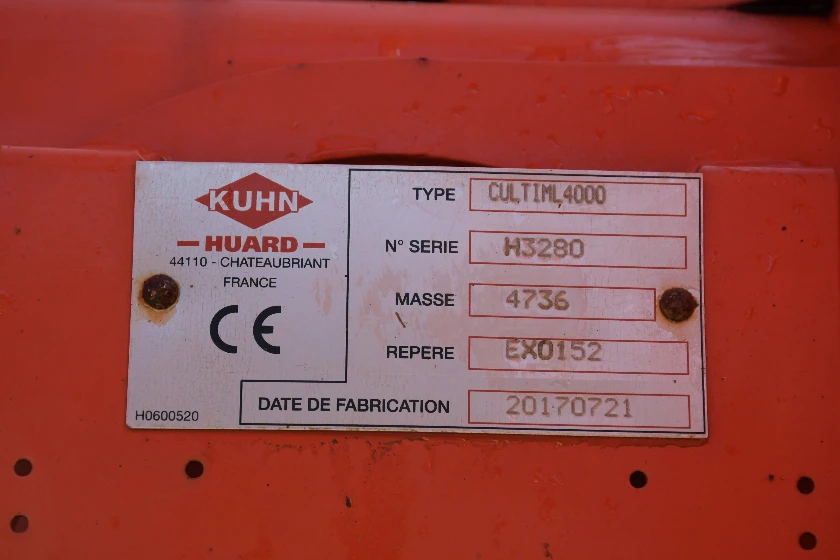 KUHN
HUARD
44110 - CHATEAUBRIANT
FRANCE
CE
H0600520
TYPE CULTIML4000
N° SERIE H3280
MASSE 4736
REPERE EX0152
DATE DE FABRICATION 20170721